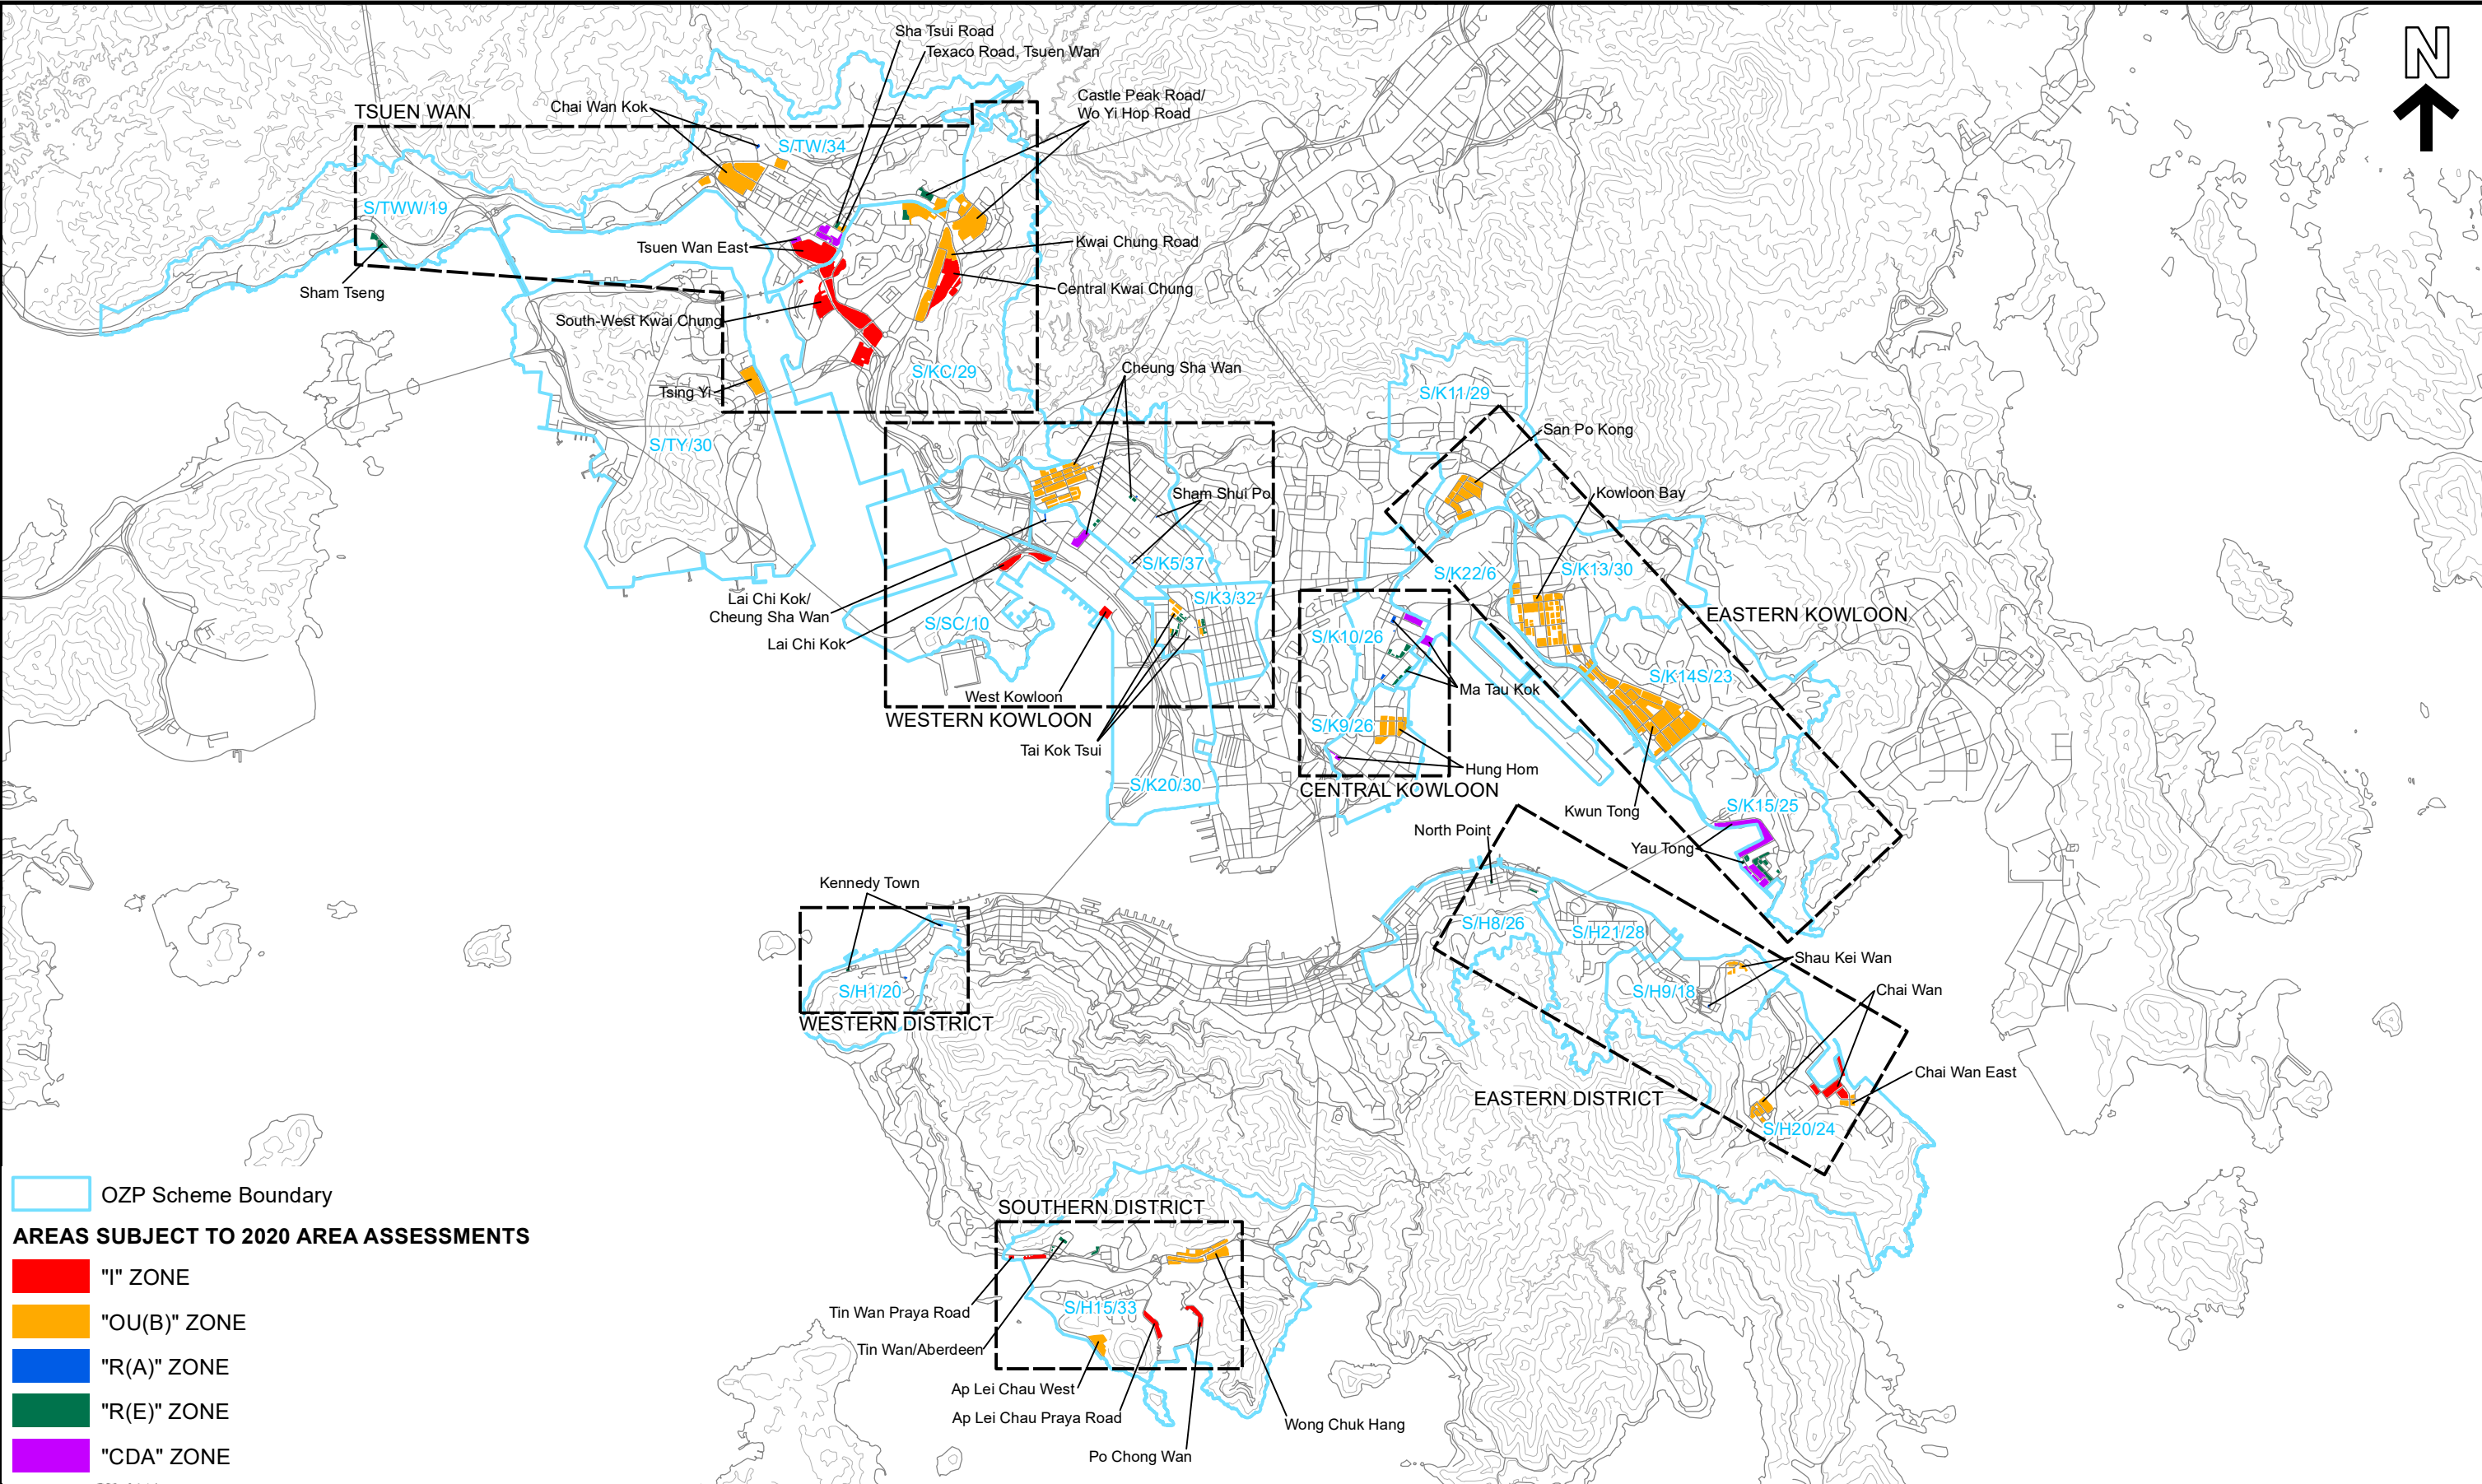 N
Sha Tsui Road
Texaco Road, Tsuen Wan
TSUEN WAN
Chai Wan Kok
Castle Peak Road/
Wo Yi Hop Road
S/TW/34
S/TWW/19
Tsuen Wan East
Kwai Chung Road
Sham Tseng
Central Kwai Chung
South-West Kwai Chung
S/KC/29
Tsing Yi
S/TY/30
Cheung Sha Wan
S/K11/29
San Po Kong
Sham Shui Po
Kowloon Bay
S/K5/37
S/K22/6
S/K13/30
Lai Chi Kok/
Cheung Sha Wan
S/K3/32
S/SC/10
Lai Chi Kok
EASTERN KOWLOON
S/K10/26
S/K14S/23
West Kowloon
Ma Tau Kok
WESTERN KOWLOON
S/K9/26
Tai Kok Tsui
Hung Hom
S/K20/30
CENTRAL KOWLOON
Kwun Tong
S/K15/25
North Point
Yau Tong
Kennedy Town
S/H8/26
S/H21/28
Shau Kei Wan
S/H1/20
S/H9/18
Chai Wan
WESTERN DISTRICT
Chai Wan East
EASTERN DISTRICT
S/H20/24
SOUTHERN DISTRICT
S/H15/33
Tin Wan Praya Road
Tin Wan/Aberdeen
Ap Lei Chau West
Ap Lei Chau Praya Road
Wong Chuk Hang
Po Chong Wan
OZP Scheme Boundary
AREAS SUBJECT TO 2020 AREA ASSESSMENTS
"I" ZONE
"OU(B)" ZONE
"R(A)" ZONE
"R(E)" ZONE
"CDA" ZONE